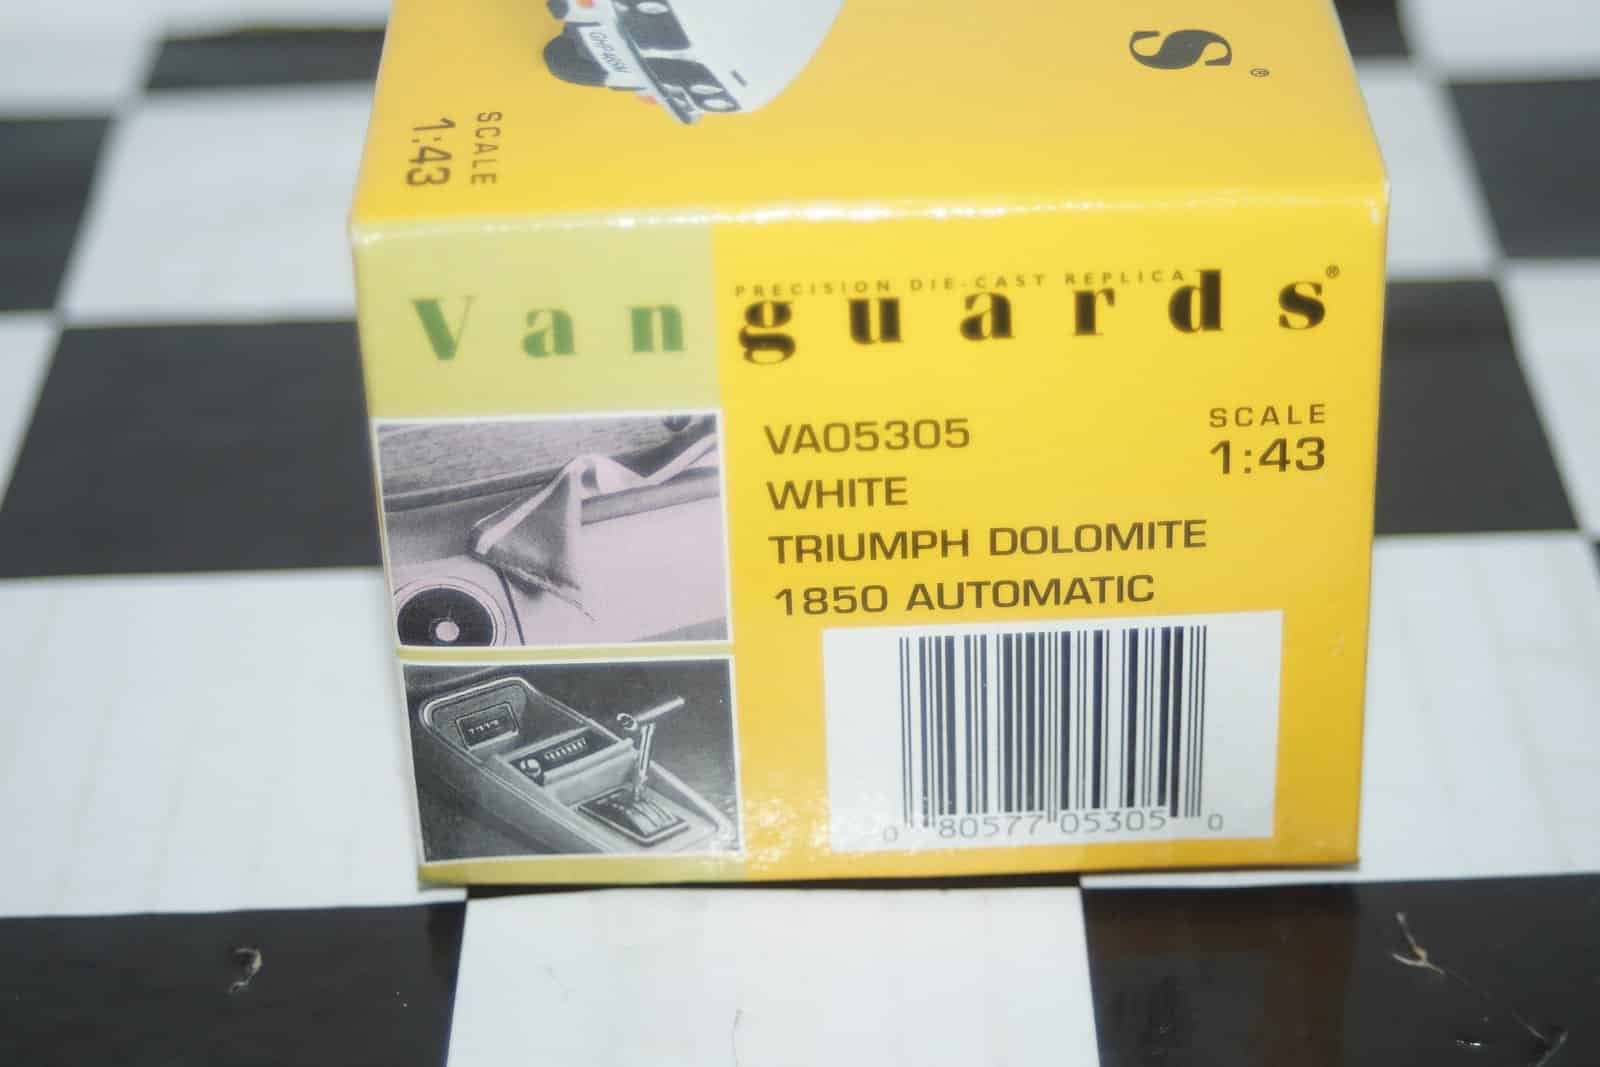 S®
SCALE
1:43
PRECISION DIE-CAST REPLICA
Vanguards®
VA05305
WHITE
TRIUMPH DOLOMITE
1850 AUTOMATIC
SCALE
1:43
0 80577 05305 0